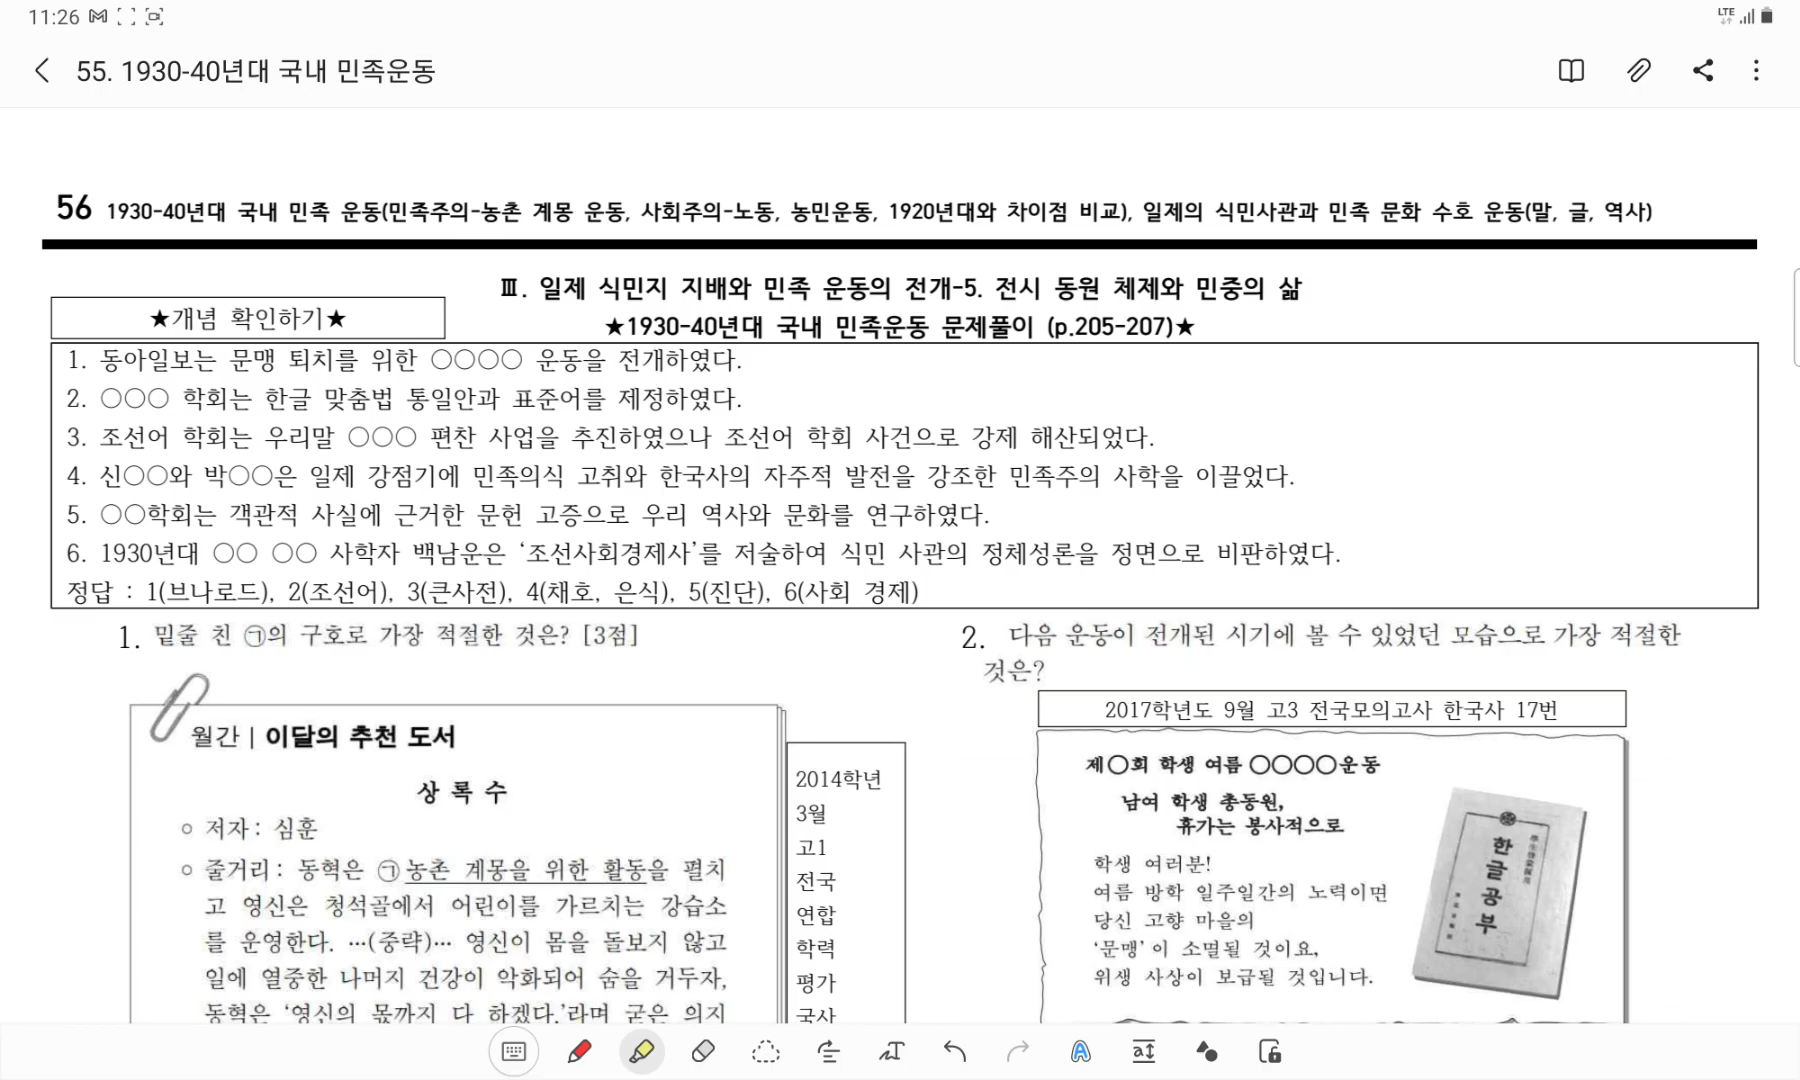 11:26
LTE
55. 1930-40년대 국내 민족운동
56 1930-40년대 국내 민족 운동(민족주의-농촌 계몽 운동, 사회주의-노동, 농민운동, 1920년대와 차이점 비교), 일제의 식민사관과 민족 문화 수호 운동(말, 글, 역사)
Ⅲ. 일제 식민지 지배와 민족 운동의 전개-5. 전시 동원 체제와 민중의 삶
★개념 확인하기★
★1930-40년대 국내 민족운동 문제풀이 (p.205-207)★
1. 동아일보는 문맹 퇴치를 위한 ○○○○ 운동을 전개하였다.
2. ○○○ 학회는 한글 맞춤법 통일안과 표준어를 제정하였다.
3. 조선어 학회는 우리말 ○○○ 편찬 사업을 추진하였으나 조선어 학회 사건으로 강제 해산되었다.
4. 신○○와 박○○은 일제 강점기에 민족의식 고취와 한국사의 자주적 발전을 강조한 민족주의 사학을 이끌었다.
5. ○○학회는 객관적 사실에 근거한 문헌 고증으로 우리 역사와 문화를 연구하였다.
6. 1930년대 ○○ ○○ 사학자 백남운은 '조선사회경제사'를 저술하여 식민 사관의 정체성론을 정면으로 비판하였다.
정답 : 1(브나로드), 2(조선어), 3(큰사전), 4(채호, 은식), 5(진단), 6(사회 경제)
1. 밑줄 친 ㉠의 구호로 가장 적절한 것은? [3점]
월간 | 이달의 추천 도서
상 록 수
○ 저자 : 심훈
○ 줄거리 : 동혁은 ㉠농촌 계몽을 위한 활동을 펼치
고 영신은 청석골에서 어린이를 가르치는 강습소
를 운영한다. …(중략)… 영신이 몸을 돌보지 않고
일에 열중한 나머지 건강이 악화되어 숨을 거두자,
동혁은 '영신의 몫까지 다 하겠다.'라며 굳은 의지
2014학년
3월
고1
전국
연합
학력
평가
국사
2. 다음 운동이 전개된 시기에 볼 수 있었던 모습으로 가장 적절한
것은?
2017학년도 9월 고3 전국모의고사 한국사 17번
제○회 학생 여름 ○○○○운동
남여 학생 총동원,
휴가는 봉사적으로
학생 여러분!
여름 방학 일주일간의 노력이면
당신 고향 마을의
'문맹' 이 소멸될 것이요,
위생 사상이 보급될 것입니다.
한글공부